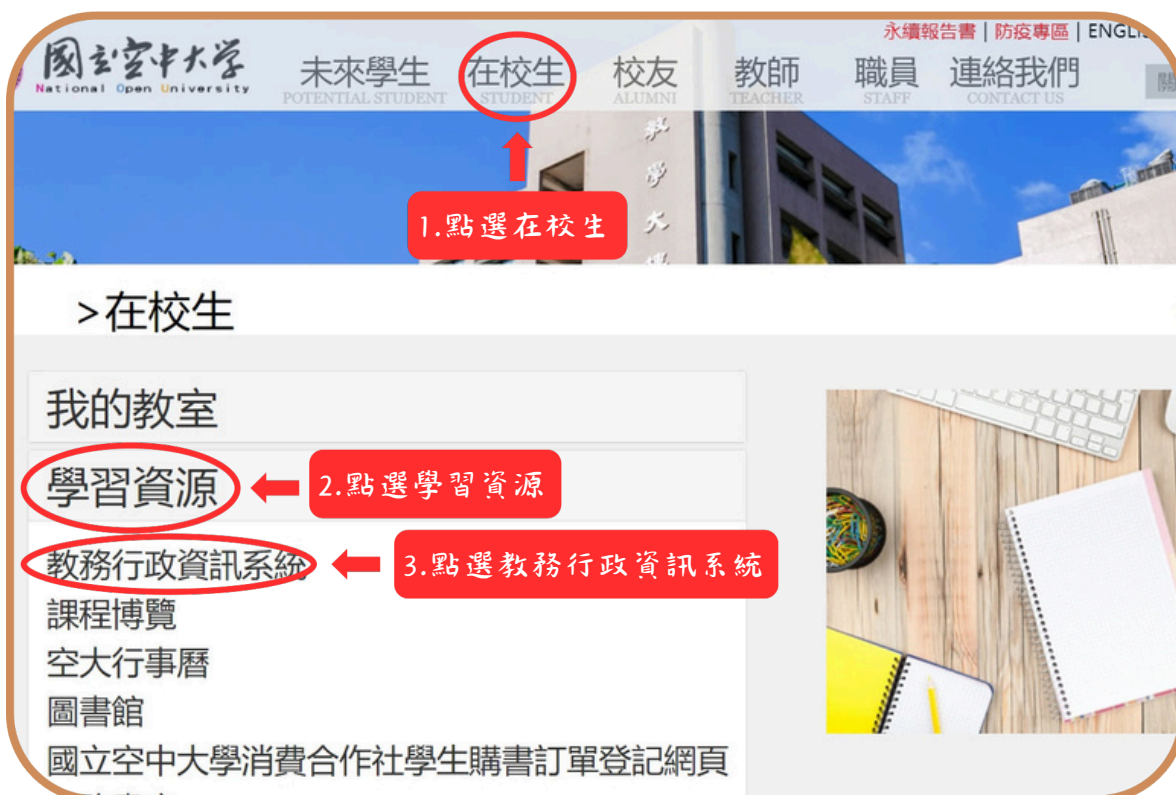 永續報告書 | 防疫專區 |
國立空中大學
National Open University
未來學生 在校生 校友 教師 職員 連絡我們
POTENTIAL STUDENT STUDENT ALUMNI TEACHER STAFF CONTACT US
教學大
1.點選在校生
>在校生
我的教室
學習資源
2.點選學習資源
教務行政資訊系統
3.點選教務行政資訊系統
課程博覽
空大行事曆
圖書館
國立空中大學消費合作社學生購書訂單登記網頁